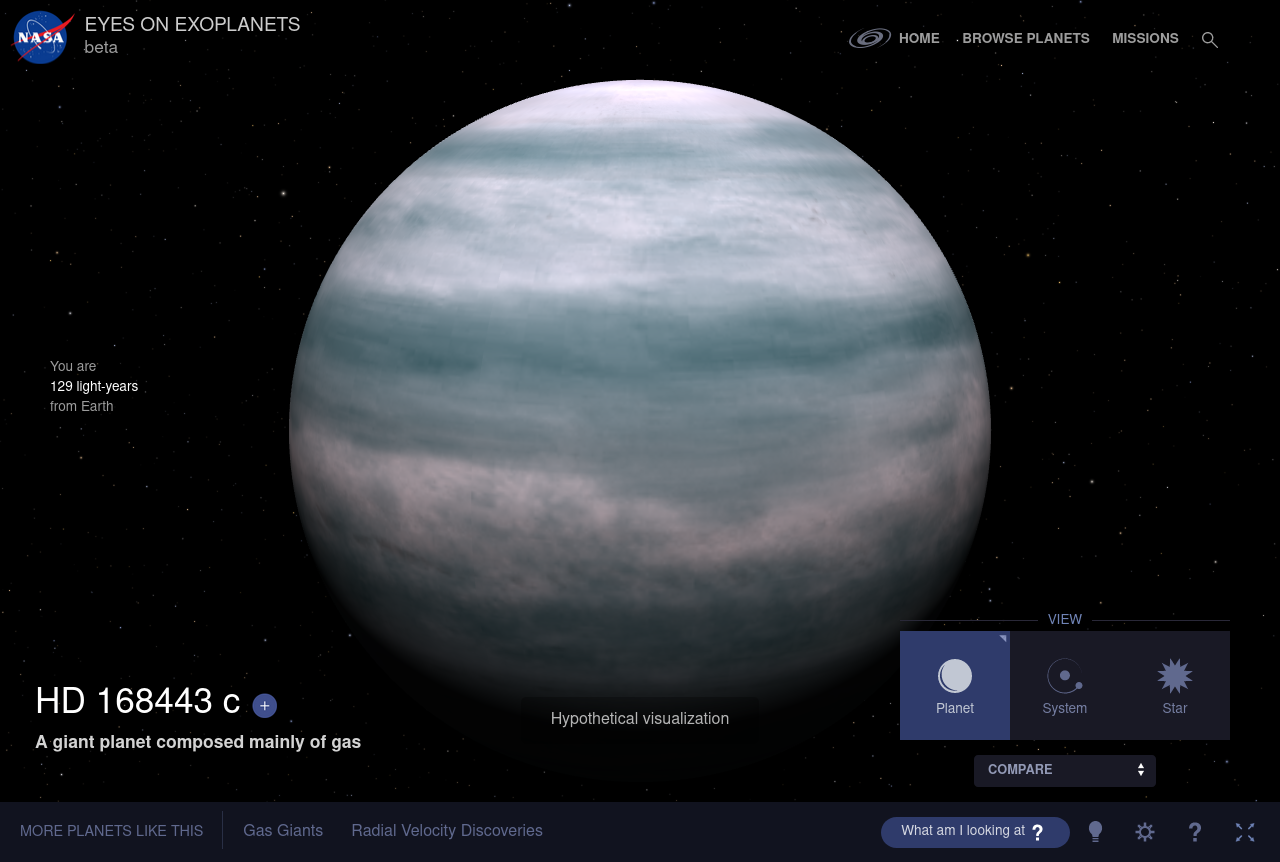 NASA
EYES ON EXOPLANETS
beta
HOME
BROWSE PLANETS
MISSIONS
You are
129 light-years
from Earth
HD 168443 c +
A giant planet composed mainly of gas
Hypothetical visualization
VIEW
Planet
System
Star
COMPARE
MORE PLANETS LIKE THIS
Gas Giants
Radial Velocity Discoveries
What am I looking at ?
?